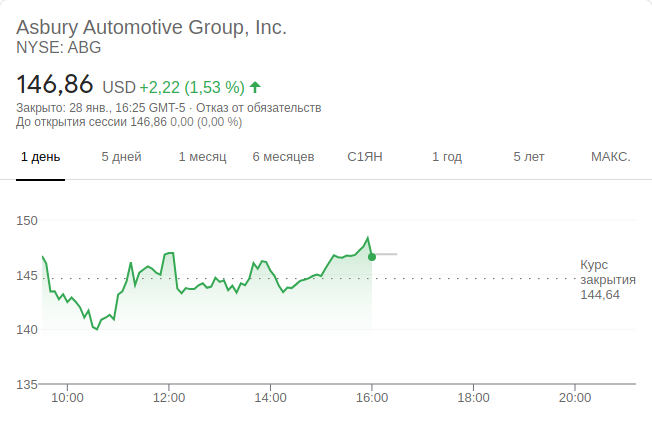 Asbury Automotive Group, Inc.
NYSE: ABG
146,86 USD +2,22 (1,53 %)
Закрыто: 28 янв., 16:25 GMT-5 · Отказ от обязательств
До открытия сессии 146,86 0,00 (0,00 %)
1 день 5 дней 1 месяц 6 месяцев С1ЯН 1 год 5 лет МАКС.
150
145
140
135
Курс
закрытия
144,64
10:00 12:00 14:00 16:00 18:00 20:00